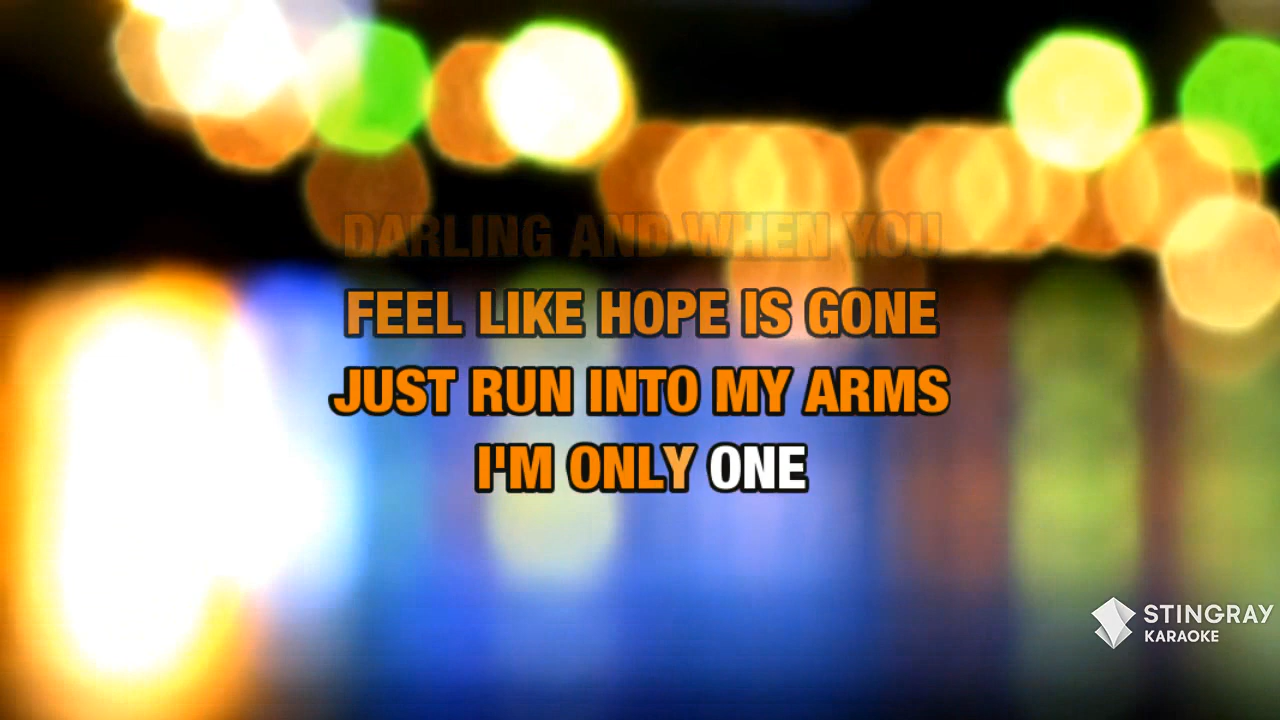 DARLING AND WHEN YOU
FEEL LIKE HOPE IS GONE
JUST RUN INTO MY ARMS
I'M ONLY ONE
STINGRAY
KARAOKE